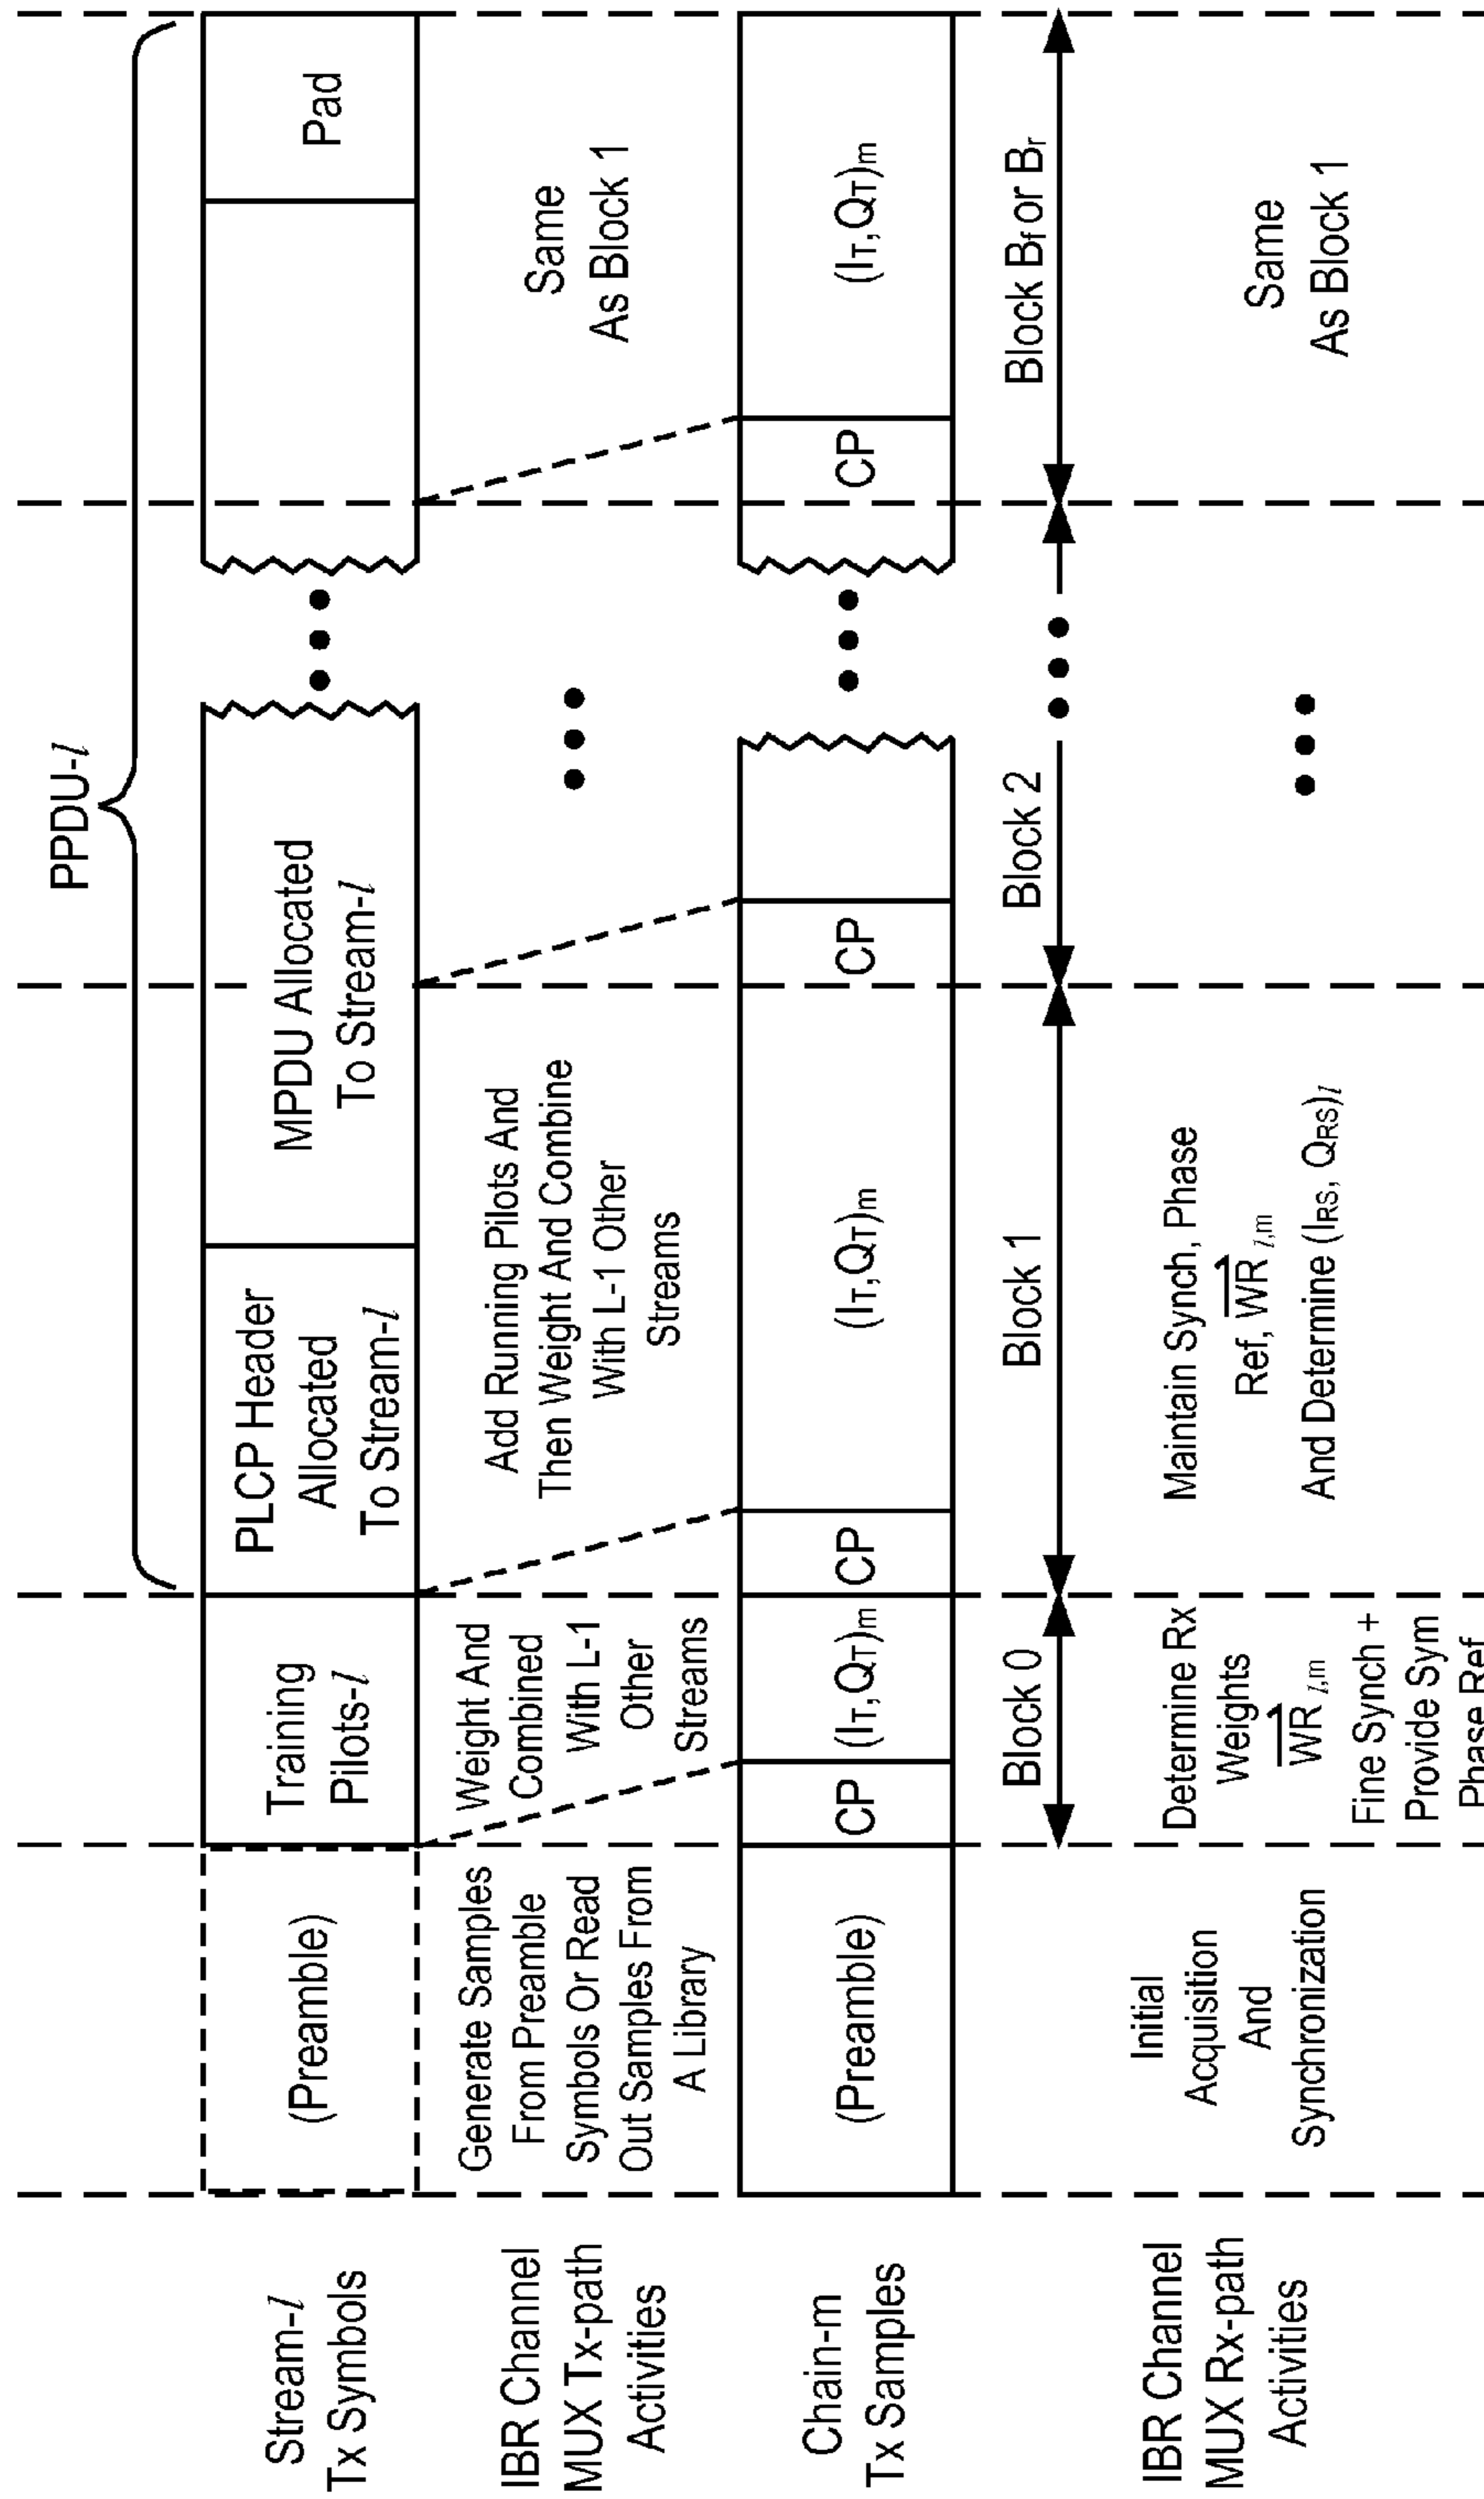 PPDU-l
Stream-l
Tx Symbols
(Preamble)
Training
Pilots-l
PLCP Header
Allocated
To Stream-l
MPDU Allocated
To Stream-l
Pad
IBR Channel
MUX Tx-path
Activities
Generate Samples
From Preamble
Symbols Or Read
Out Samples From
A Library
Weight And
Combined
With L-1
Other
Streams
Add Running Pilots And
Then Weight And Combine
With L-1 Other
Streams
Same
As Block 1
Chain-m
Tx Samples
(Preamble)
CP
(IT,QT)m
CP
(IT,QT)m
CP
CP
(IT,QT)m
Block 0
Block 1
Block 2
Block Bf or Br
IBR Channel
MUX Rx-path
Activities
Initial
Acquisition
And
Synchronization
Determine Rx
Weights
WR l,m
Fine Synch +
Provide Sym
Phase Ref
Maintain Synch, Phase
Ref, WR l,m
And Determine (IRS, QRS)l
Same
As Block 1